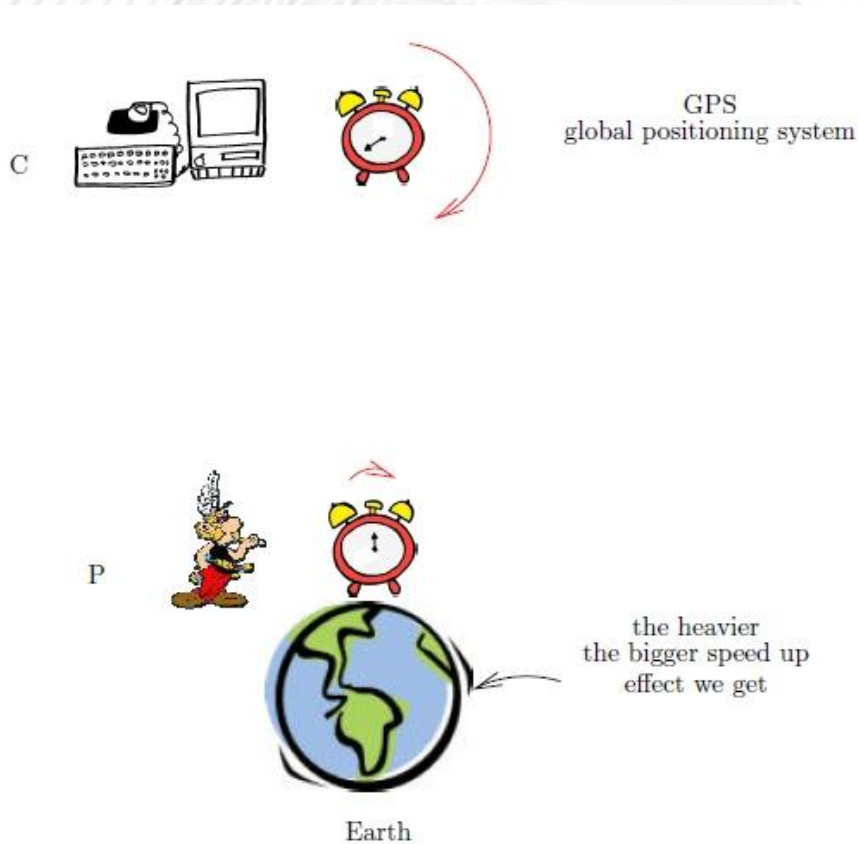 GPS
global positioning system
C
P
the heavier
the bigger speed up
effect we get
Earth